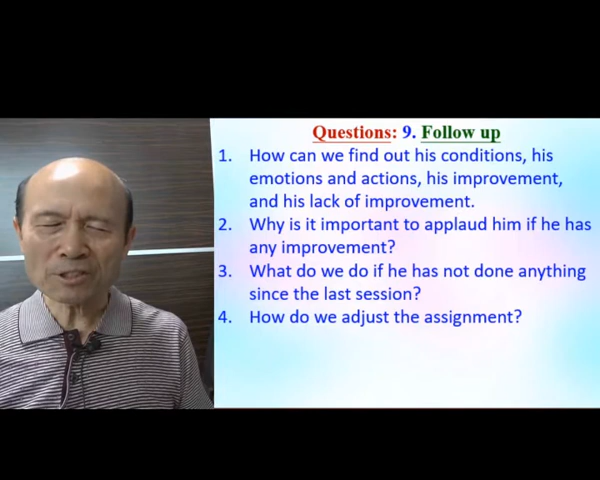 Questions: 9. Follow up
1. How can we find out his conditions, his
emotions and actions, his improvement,
and his lack of improvement.
2. Why is it important to applaud him if he has
any improvement?
3. What do we do if he has not done anything
since the last session?
4. How do we adjust the assignment?